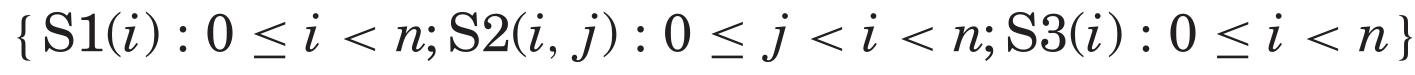 { S1(i) : 0 ≤ i < n; S2(i, j) : 0 ≤ j < i < n; S3(i) : 0 ≤ i < n }